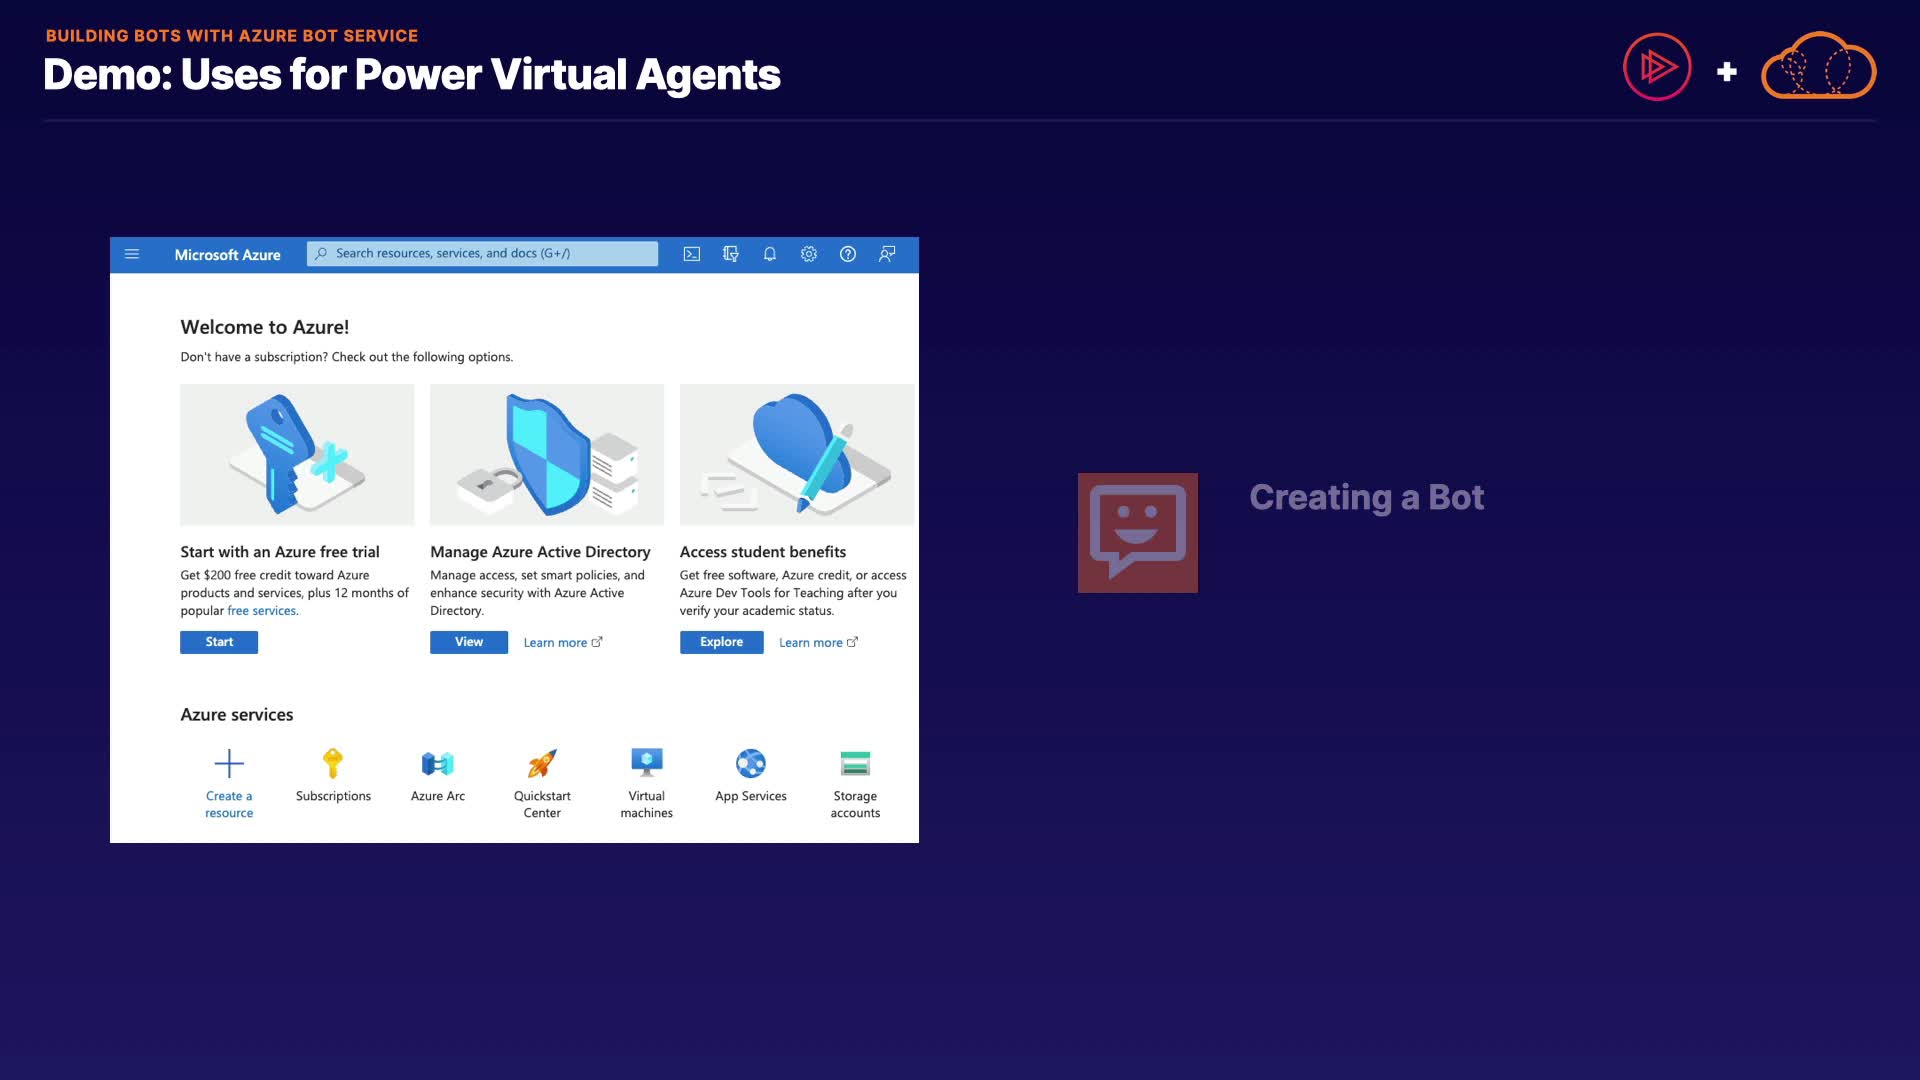 BUILDING BOTS WITH AZURE BOT SERVICE
Demo: Uses for Power Virtual Agents
Microsoft Azure
Search resources, services, and docs (G+/)
Welcome to Azure!
Don't have a subscription? Check out the following options.
Start with an Azure free trial
Get $200 free credit toward Azure
products and services, plus 12 months of
popular free services.
Start
Manage Azure Active Directory
Manage access, set smart policies, and
enhance security with Azure Active
Directory.
View
Learn more
Access student benefits
Get free software, Azure credit, or access
Azure Dev Tools for Teaching after you
verify your academic status.
Explore
Learn more
Azure services
Create a
resource
Subscriptions
Azure Arc
Quickstart
Center
Virtual
machines
App Services
Storage
accounts
Creating a Bot